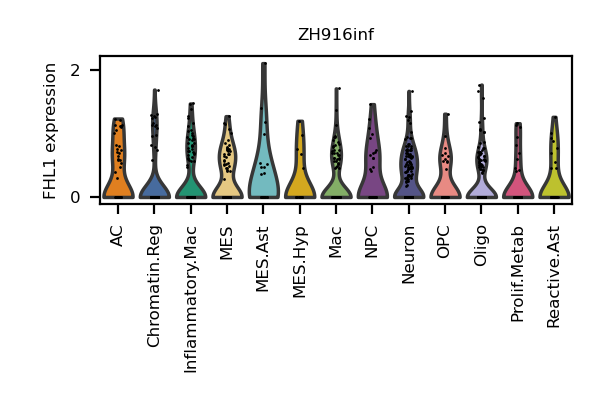 ZH916inf
FHL1 expression
2
0
AC
Chromatin.Reg
Inflammatory.Mac
MES
MES.Ast
MES.Hyp
Mac
NPC
Neuron
OPC
Oligo
Prolif.Metab
Reactive.Ast